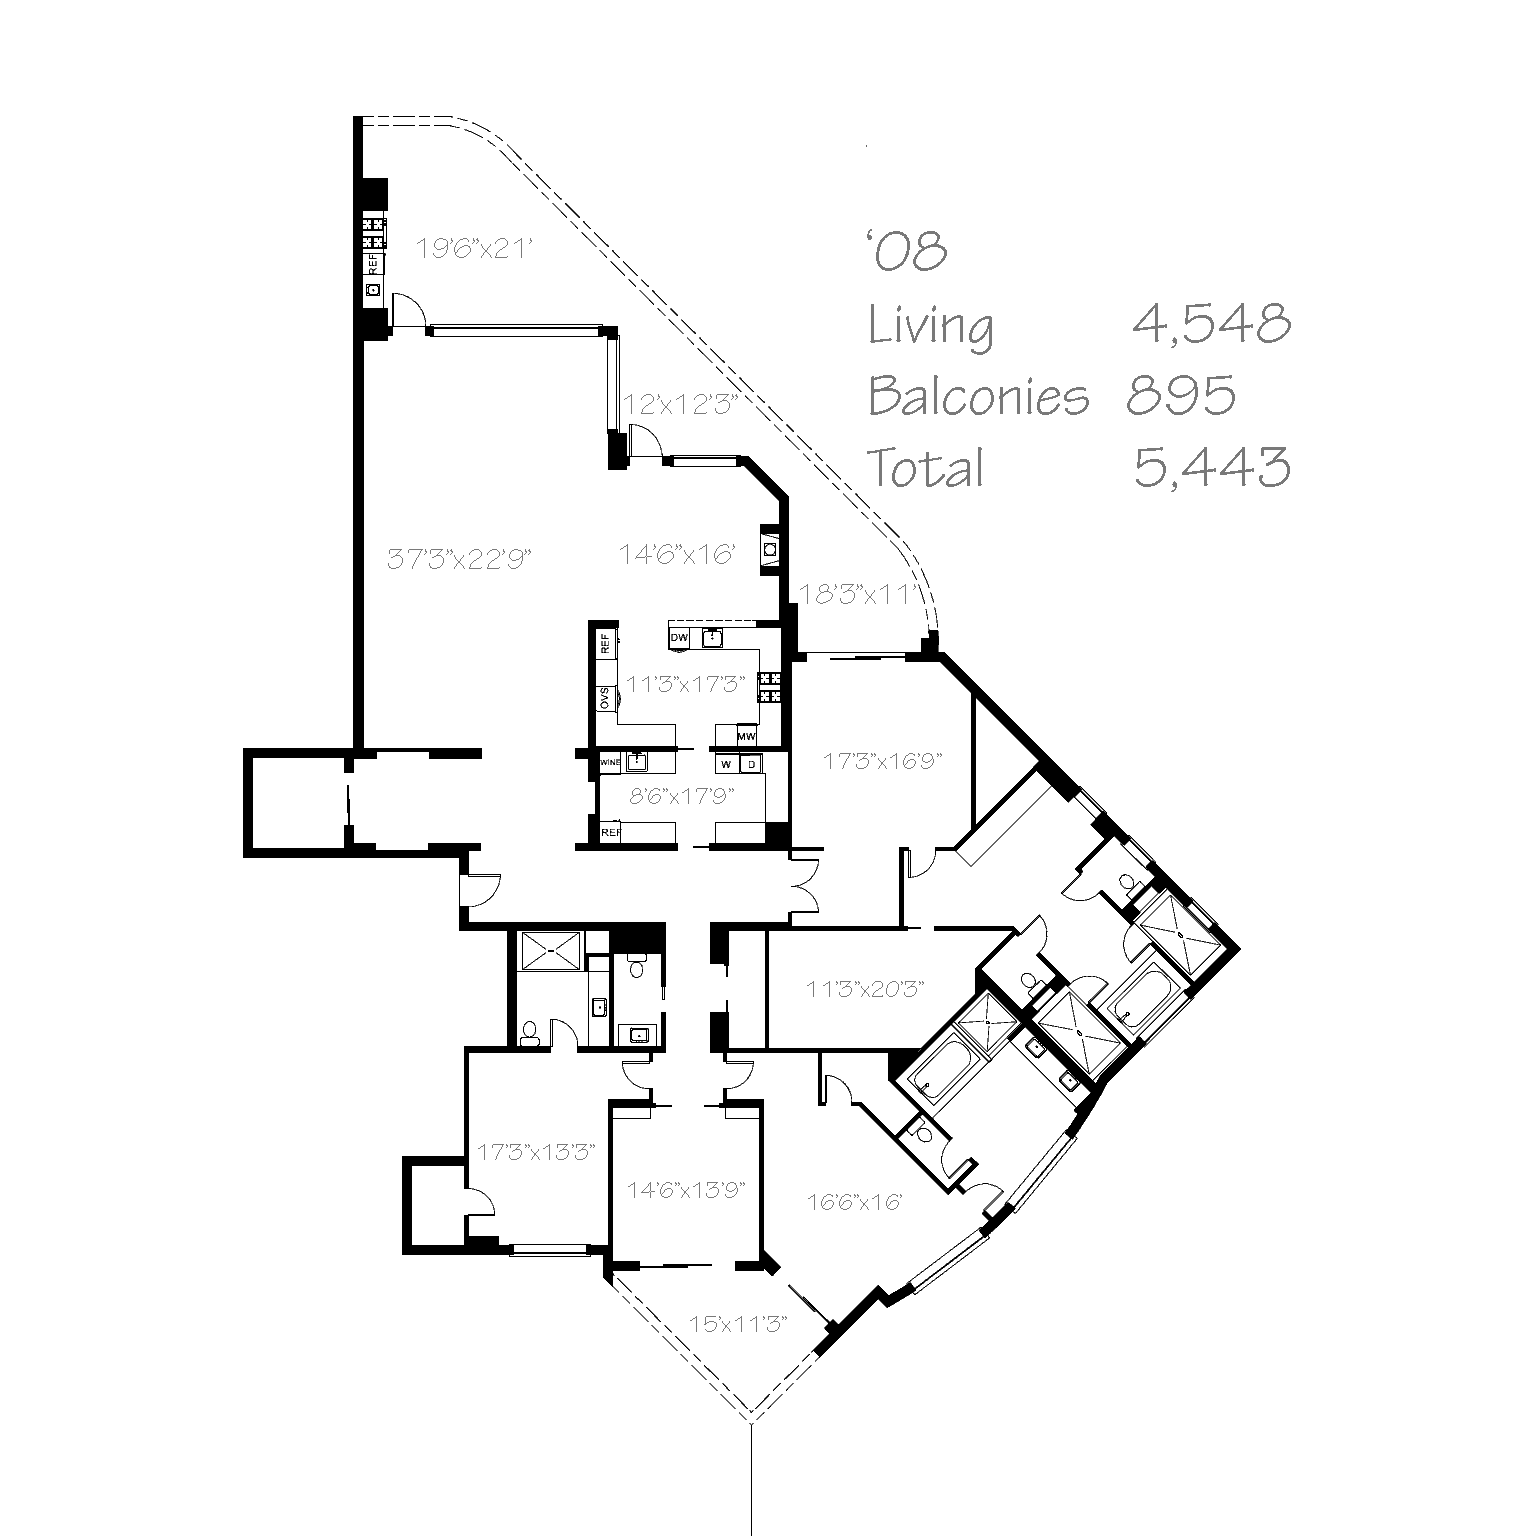 ‘08
Living 4,548
Balconies 895
Total 5,443
19'6"x21'
REF
12'x12'3"
37'3"x22'9"
14'6"x16'
18'3"x11'
REF
DW
11'3"x17'3"
OVS
MW
WINE
W
D
17'3"x16'9"
8'6"x17'9"
REF
11'3"x20'3"
17'3"x13'3"
14'6"x13'9"
16'6"x16'
15'x11'3"